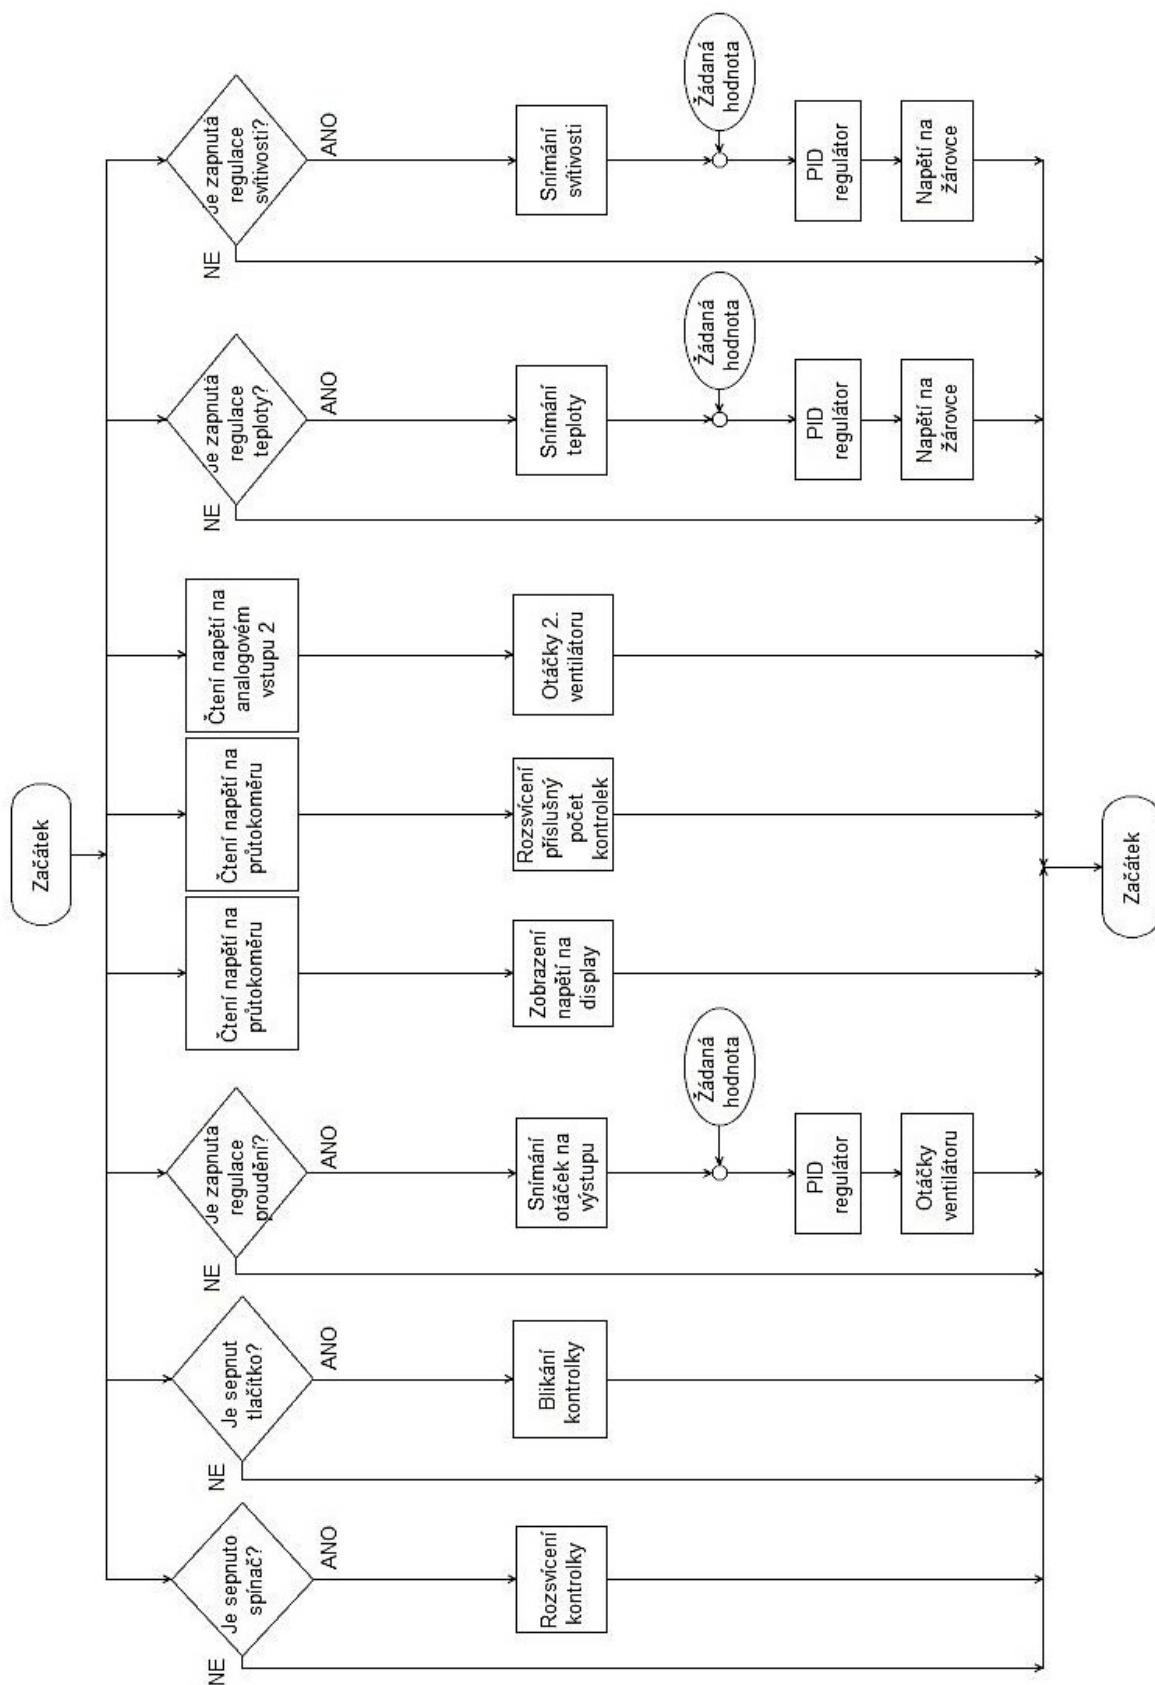 Začátek
NE
Je sepnuto
spínač?
ANO
NE
Je sepnut
tlačítko?
ANO
NE
Je zapnuta
regulace
proudění?
ANO
Čtení napětí na
průtokoměru
Čtení napětí na
průtokoměru
Čtení napětí na
analogovém
vstupu 2
NE
Je zapnutá
regulace
teploty?
ANO
NE
Je zapnutá
regulace
svítivosti?
ANO
Rozsvícení
kontrolky
Blikání
kontrolky
Snímání
otáček na
výstupu
Zobrazení
napětí na
display
Rozsvícení
příslušný
počet
kontrolek
Otáčky 2.
ventilátoru
Snímání
teploty
Snímání
svítivosti
Žádaná
hodnota
Žádaná
hodnota
Žádaná
hodnota
PID
regulátor
PID
regulátor
PID
regulátor
Otáčky
ventilátoru
Napětí na
žárovce
Napětí na
žárovce
Začátek